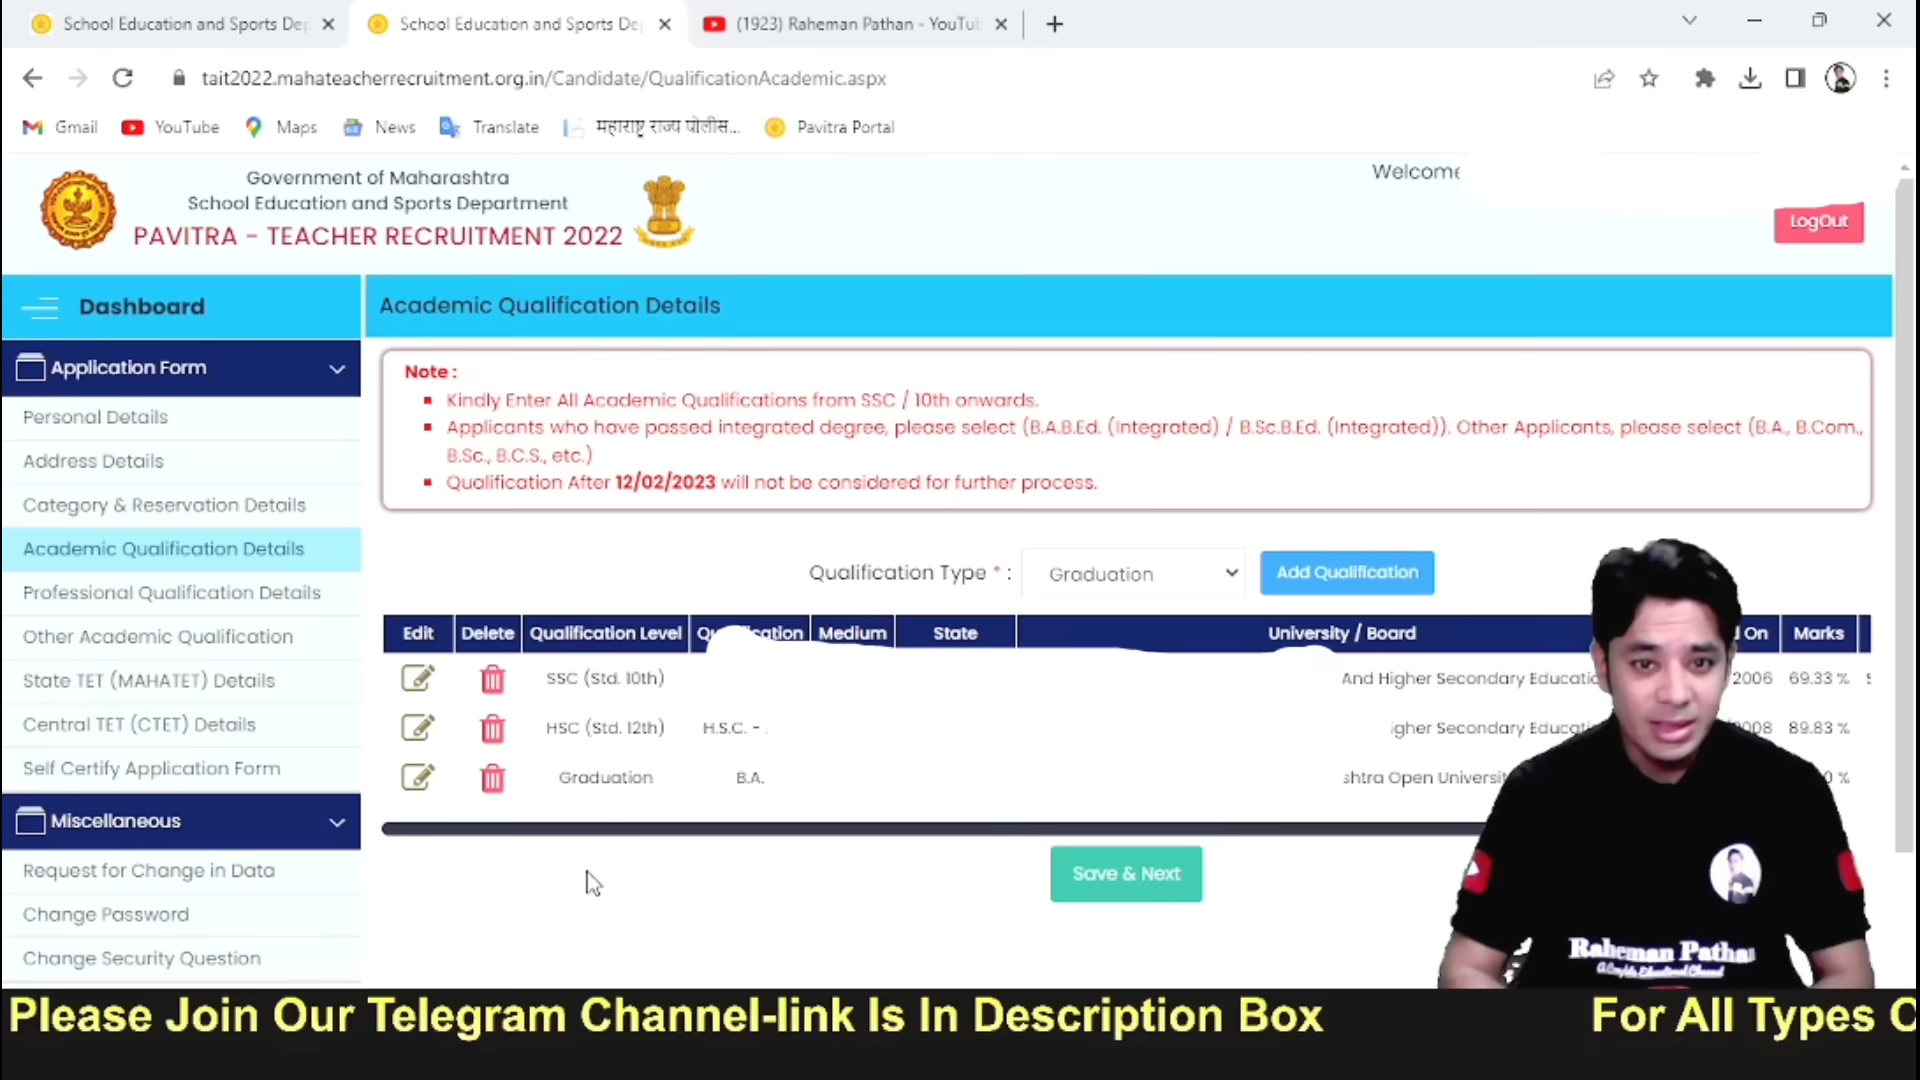 School Education and Sports De
School Education and Sports De
(1923) Raheman Pathan - YouTu
tait2022.mahateacherrecruitment.org.in/Candidate/QualificationAcademic.aspx
Gmail YouTube Maps News Translate महाराष्ट्र राज्य पोलीस... Pavitra Portal
Government of Maharashtra
School Education and Sports Department
PAVITRA - TEACHER RECRUITMENT 2022
Welcome
LogOut
Dashboard
Application Form
Personal Details
Address Details
Category & Reservation Details
Academic Qualification Details
Professional Qualification Details
Other Academic Qualification
State TET (MAHATET) Details
Central TET (CTET) Details
Self Certify Application Form
Miscellaneous
Request for Change in Data
Change Password
Change Security Question
Academic Qualification Details
Note :
Kindly Enter All Academic Qualifications from SSC / 10th onwards.
Applicants who have passed integrated degree, please select (B.A.B.Ed. (Integrated) / B.Sc.B.Ed. (Integrated)). Other Applicants, please select (B.A., B.Com.,
B.Sc., B.C.S., etc.)
Qualification After 12/02/2023 will not be considered for further process.
Qualification Type * : Graduation Add Qualification
Edit Delete Qualification Level Medium State University / Board On Marks
SSC (Std. 10th) And Higher Secondary Educatio 2006 69.33 %
HSC (Std. 12th) H.S.C. - igher Secondary Educati 2008 89.83 %
Graduation B.A. shtra Open Universit 0 %
Save & Next
Raheman Pathan
Please Join Our Telegram Channel-link Is In Description Box For All Types